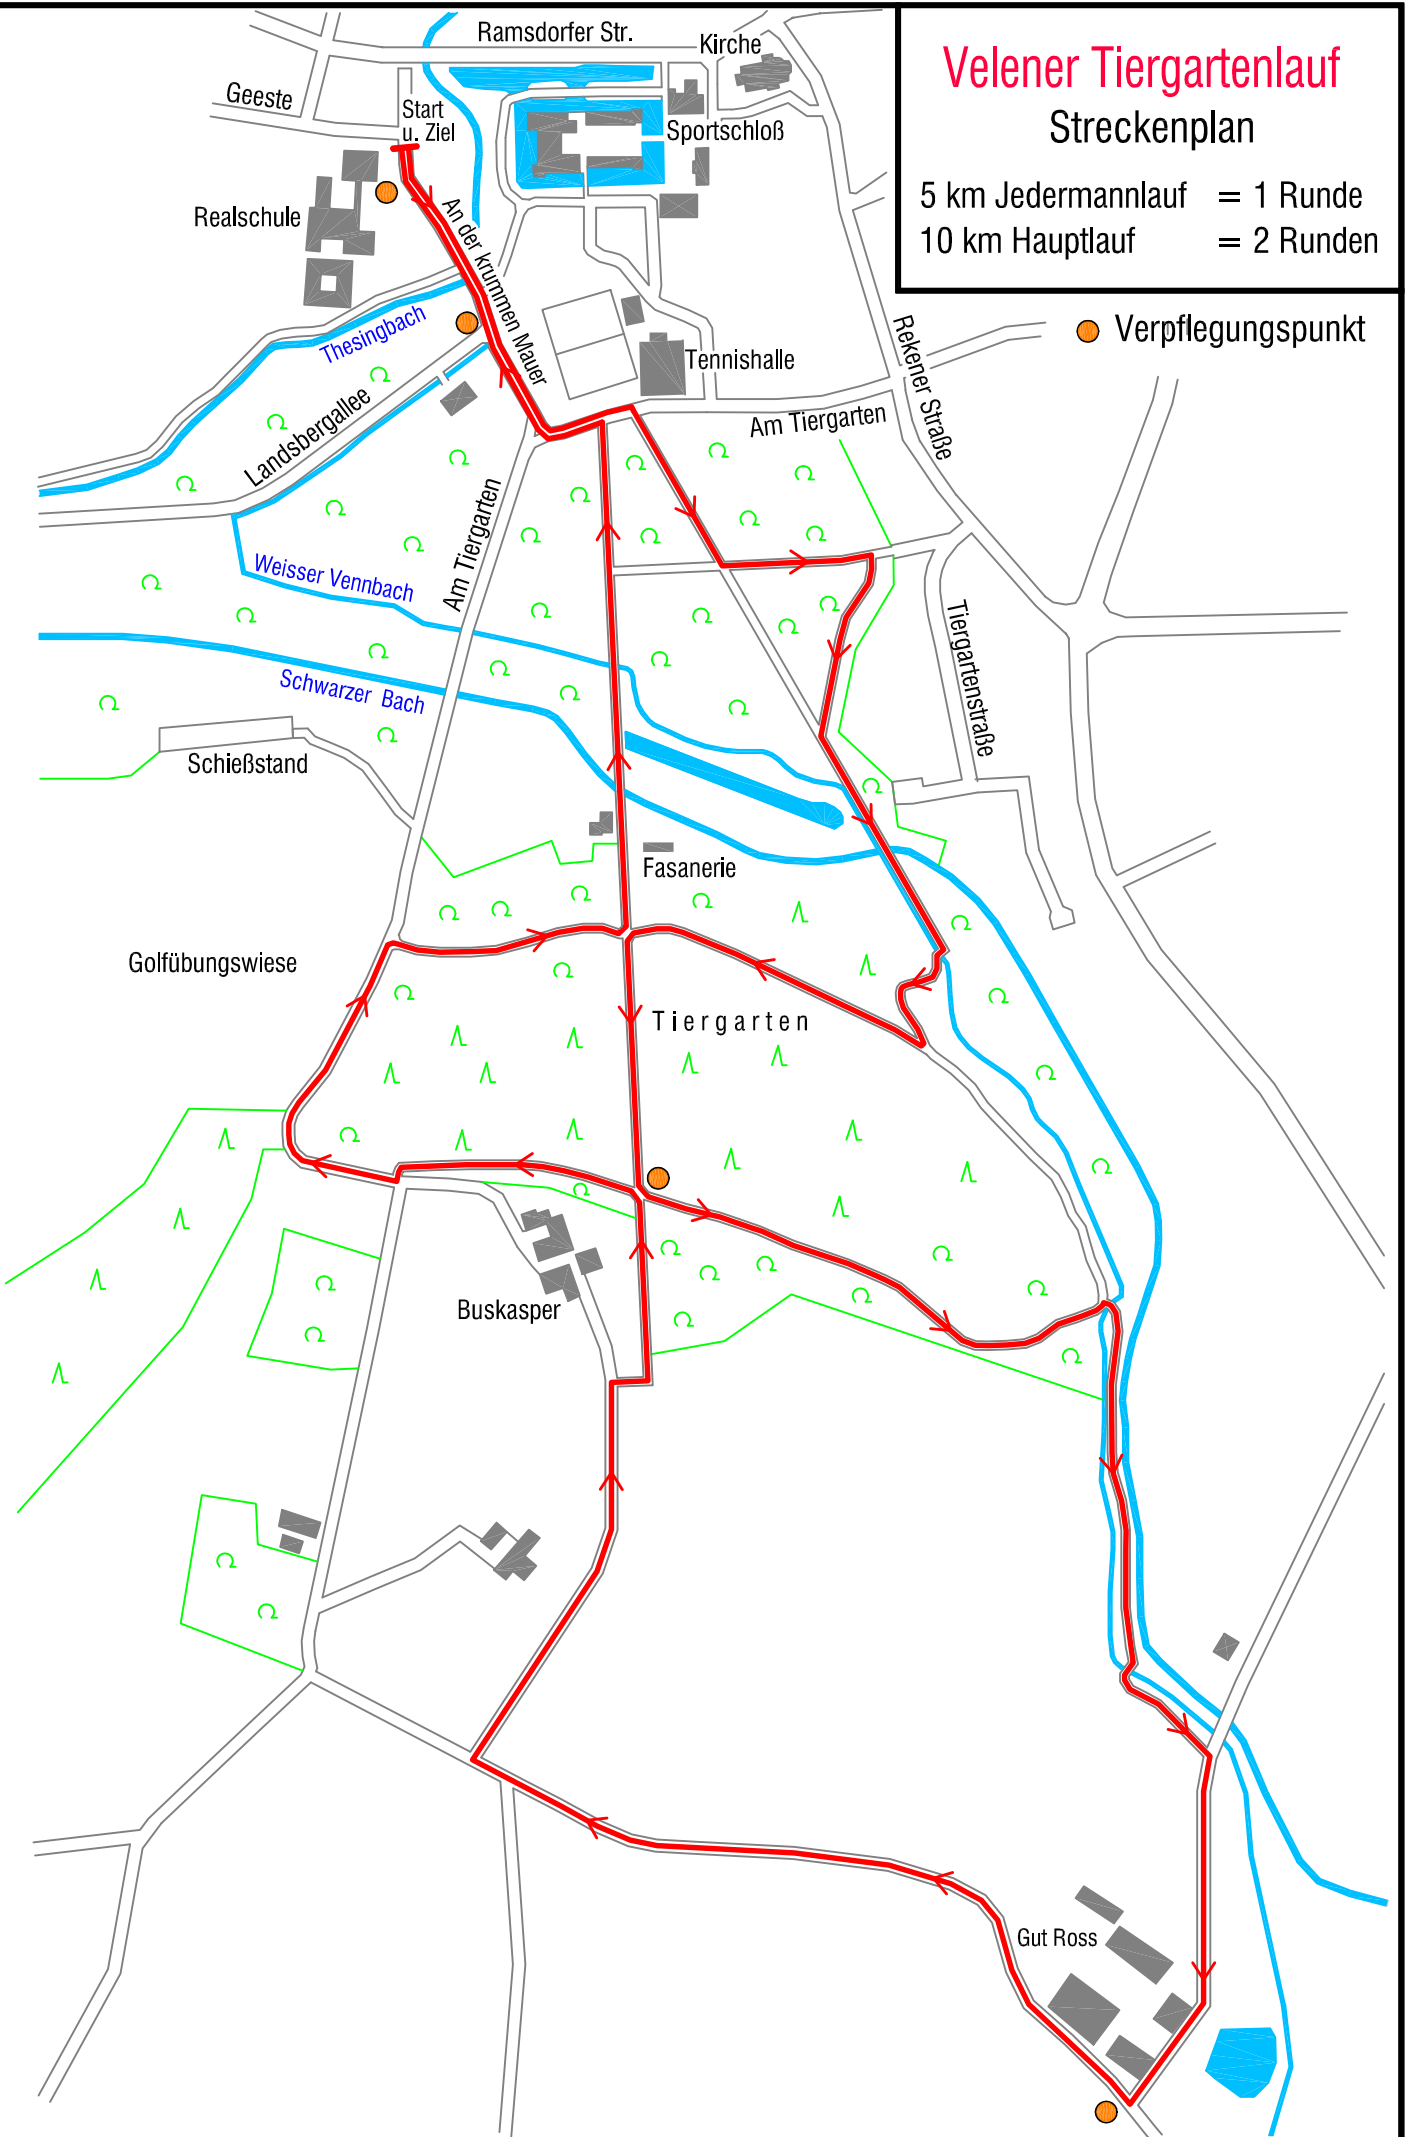 Velener Tiergartenlauf
Streckenplan
5 km Jedermannlauf = 1 Runde
10 km Hauptlauf = 2 Runden
Verpflegungspunkt
Ramsdorfer Str.
Kirche
Geeste
Start
u. Ziel
Sportschloß
Realschule
An der krummen Mauer
Thesingbach
Tennishalle
Rekener Straße
Landsbergallee
Am Tiergarten
Am Tiergarten
Weisser Vennbach
Tiergartenstraße
Schwarzer Bach
Schießstand
Fasanerie
Golfübungswiese
Tiergarten
Buskasper
Gut Ross